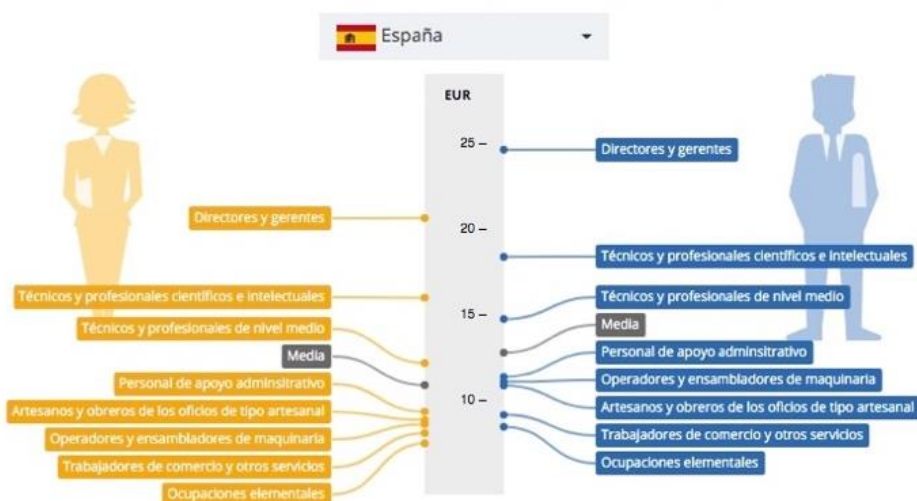 España
EUR
25
20
15
10
Directores y gerentes
Técnicos y profesionales científicos e intelectuales
Técnicos y profesionales de nivel medio
Media
Personal de apoyo adminsitrativo
Artesanos y obreros de los oficios de tipo artesanal
Operadores y ensambladores de maquinaria
Trabajadores de comercio y otros servicios
Ocupaciones elementales
Directores y gerentes
Técnicos y profesionales científicos e intelectuales
Técnicos y profesionales de nivel medio
Media
Personal de apoyo adminsitrativo
Operadores y ensambladores de maquinaria
Artesanos y obreros de los oficios de tipo artesanal
Trabajadores de comercio y otros servicios
Ocupaciones elementales